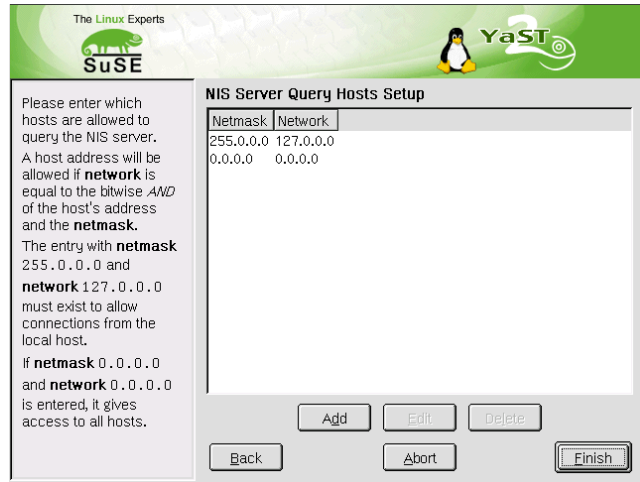 The Linux Experts
SuSE
YaST
2
Please enter which
hosts are allowed to
query the NIS server.
A host address will be
allowed if network is
equal to the bitwise AND
of the host's address
and the netmask.
The entry with netmask
255.0.0.0 and
network 127.0.0.0
must exist to allow
connections from the
local host.
If netmask 0.0.0.0
and network 0.0.0.0
is entered, it gives
access to all hosts.
NIS Server Query Hosts Setup
Netmask Network
255.0.0.0 127.0.0.0
0.0.0.0 0.0.0.0
Add Edit Delete
Back Abort Finish